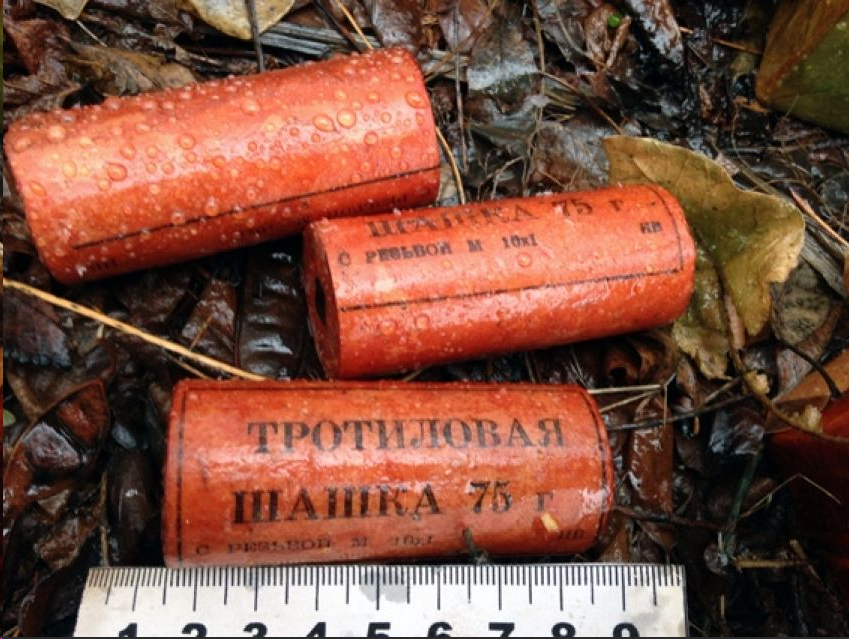 ШАШКА 75 г
С РЕЗЬБОЙ М 10х1
ТРОТИЛОВАЯ
ШАШКА 75 г
С РЕЗЬБОЙ М 10х1
1 2 3 4 5 6 7 8 9